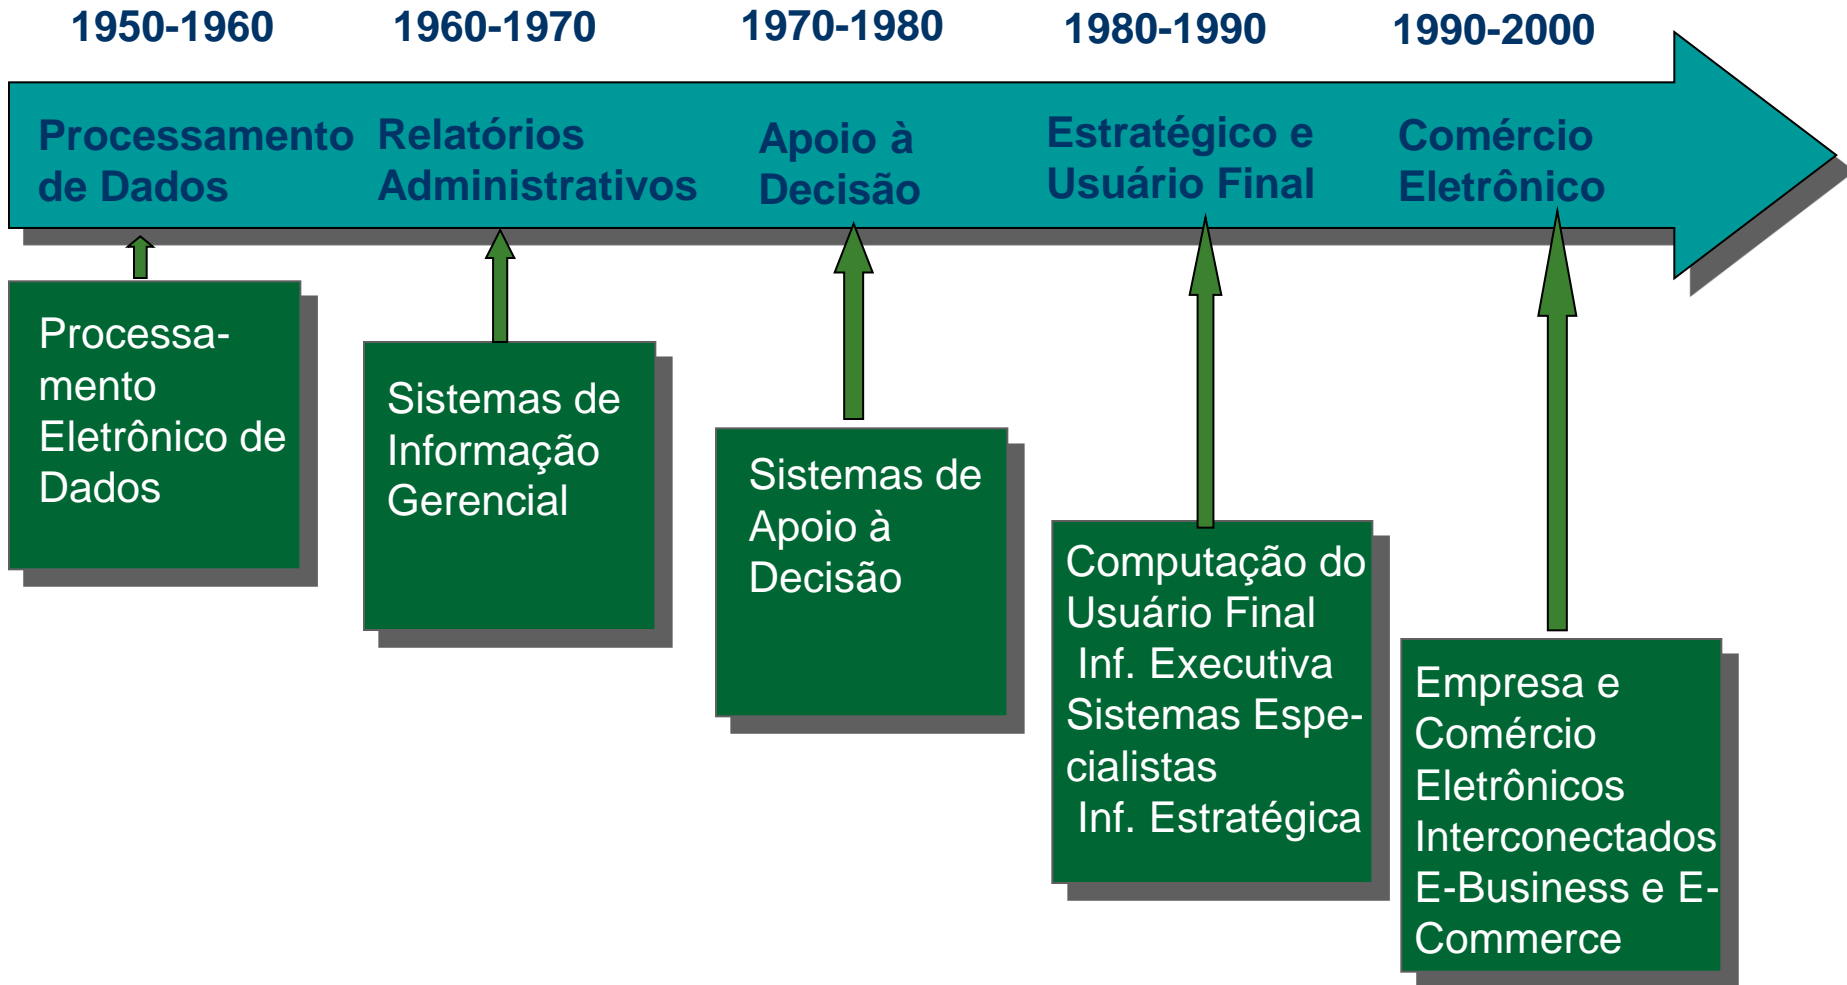 1950-1960
1960-1970
1970-1980
1980-1990
1990-2000
Processamento
de Dados
Relatórios
Administrativos
Apoio à
Decisão
Estratégico e
Usuário Final
Comércio
Eletrônico
Processa-
mento
Eletrônico de
Dados
Sistemas de
Informação
Gerencial
Sistemas de
Apoio à
Decisão
Computação do
Usuário Final
Inf. Executiva
Sistemas Espe-
cialistas
Inf. Estratégica
Empresa e
Comércio
Eletrônicos
Interconectados
E-Business e E-
Commerce